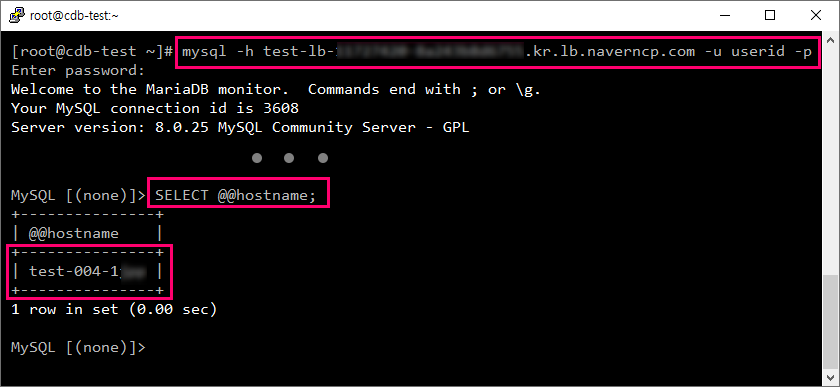 root@cdb-test:~
[root@cdb-test ~]# mysql -h test-lb- .kr.lb.naverncp.com -u userid -p
Enter password:
Welcome to the MariaDB monitor.  Commands end with ; or \g.
Your MySQL connection id is 3608
Server version: 8.0.25 MySQL Community Server - GPL
MySQL [(none)]> SELECT @@hostname;
+---------------+
| @@hostname    |
+---------------+
| test-004-1 |
+---------------+
1 row in set (0.00 sec)
MySQL [(none)]>